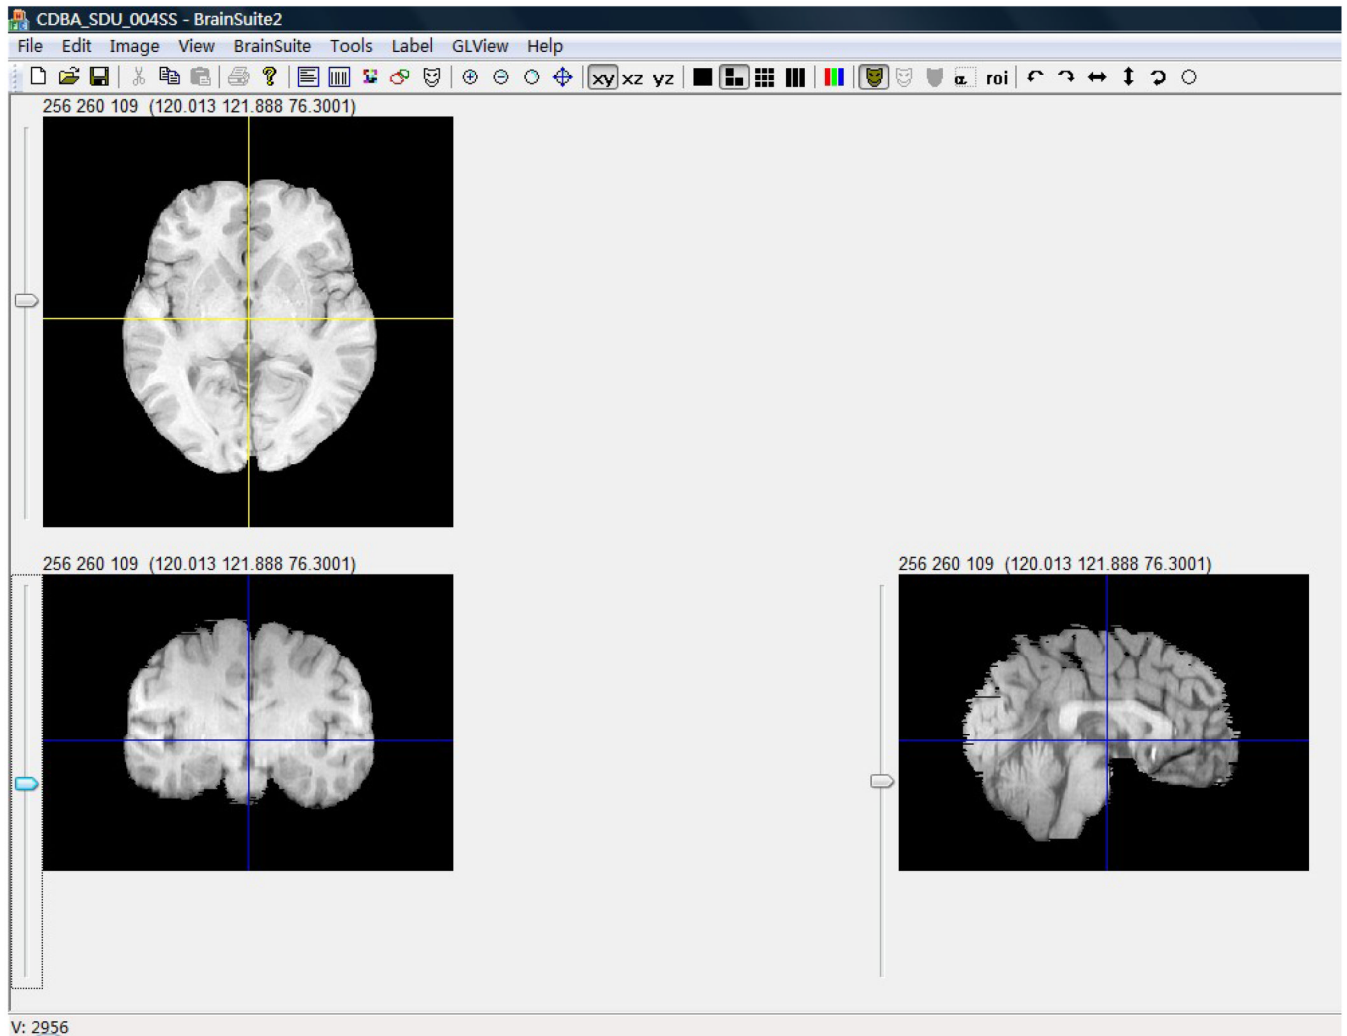 CDBA_SDU_004SS - BrainSuite2
File Edit Image View BrainSuite Tools Label GLView Help
xy xz yz α roi
256 260 109 (120.013 121.888 76.3001)
256 260 109 (120.013 121.888 76.3001)
256 260 109 (120.013 121.888 76.3001)
V: 2956